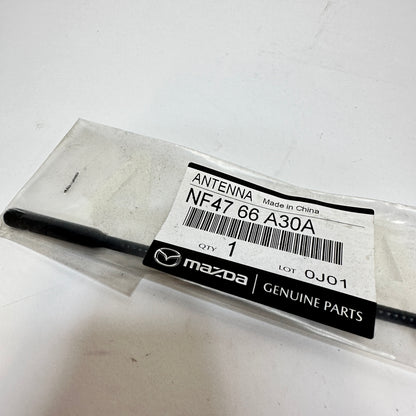 ANTENNA Made in China
NF47 66 A30A
QTY 1 LOT 0J01
mazda GENUINE PARTS